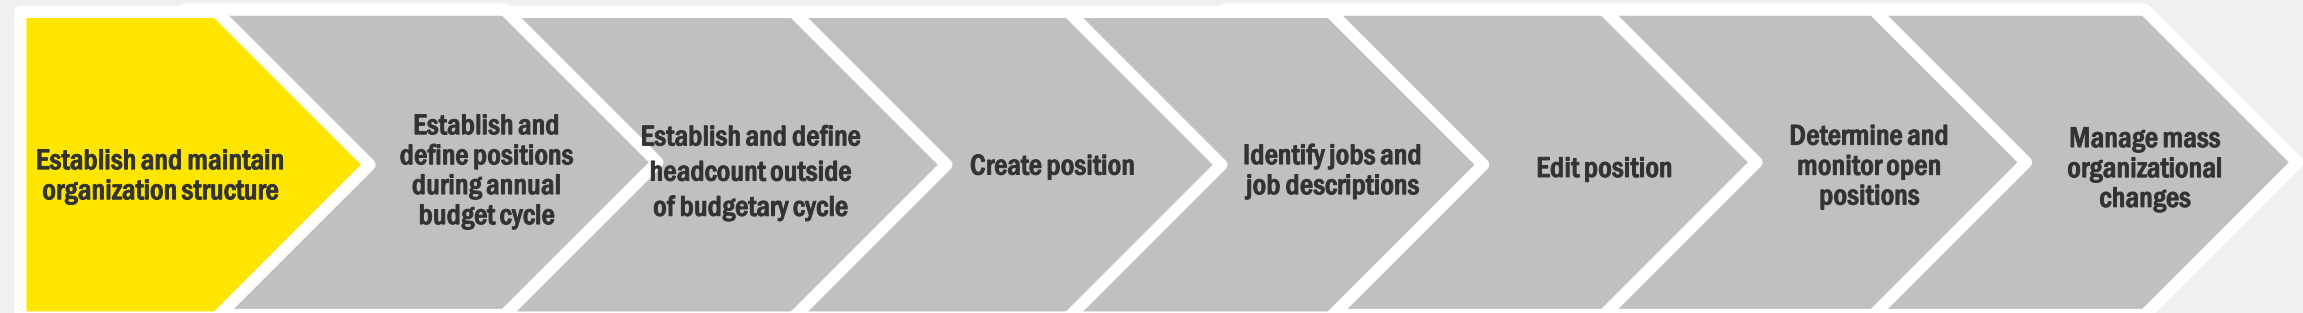 Establish and maintain
organization structure
Establish and
define positions
during annual
budget cycle
Establish and define
headcount outside
of budgetary cycle
Create position
Identify jobs and
job descriptions
Edit position
Determine and
monitor open
positions
Manage mass
organizational
changes